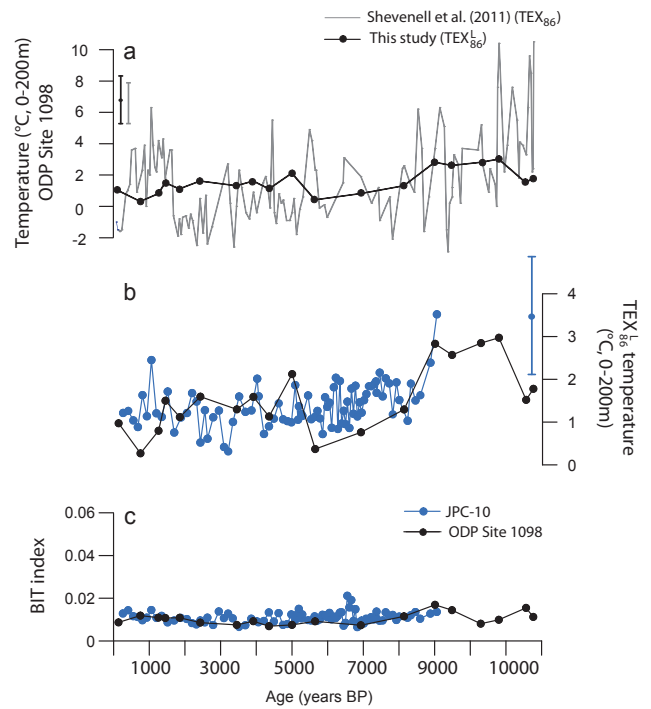 Shevenell et al. (2011) (TEX86)
This study (TEX86L)
a
10
8
6
4
2
0
-2
Temperature (°C, 0-200m)
ODP Site 1098
b
4
3
2
1
0
TEX86L temperature
(°C, 0-200m)
c
JPC-10
ODP Site 1098
0.06
0.04
0.02
0
BIT index
1000 3000 5000 7000 9000 10000
Age (years BP)